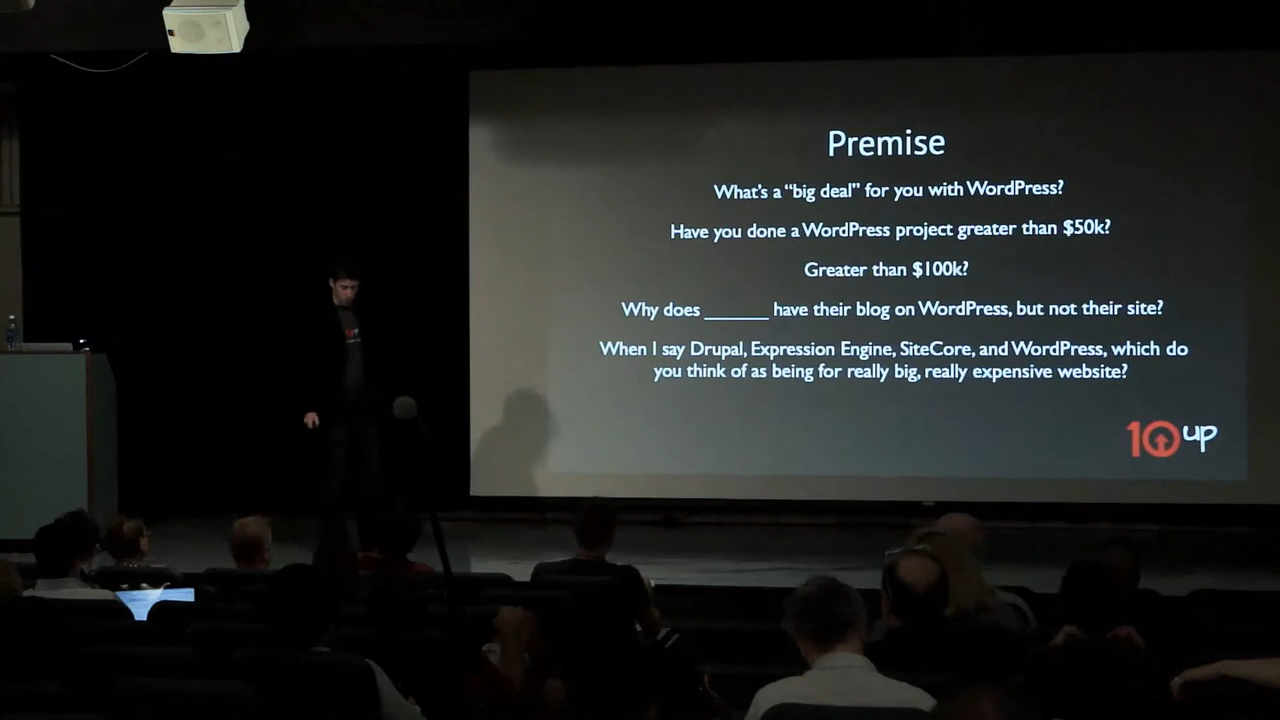 Premise
What's a “big deal” for you with WordPress?
Have you done a WordPress project greater than $50k?
Greater than $100k?
Why does ______ have their blog on WordPress, but not their site?
When I say Drupal, Expression Engine, SiteCore, and WordPress, which do
you think of as being for really big, really expensive website?
10up